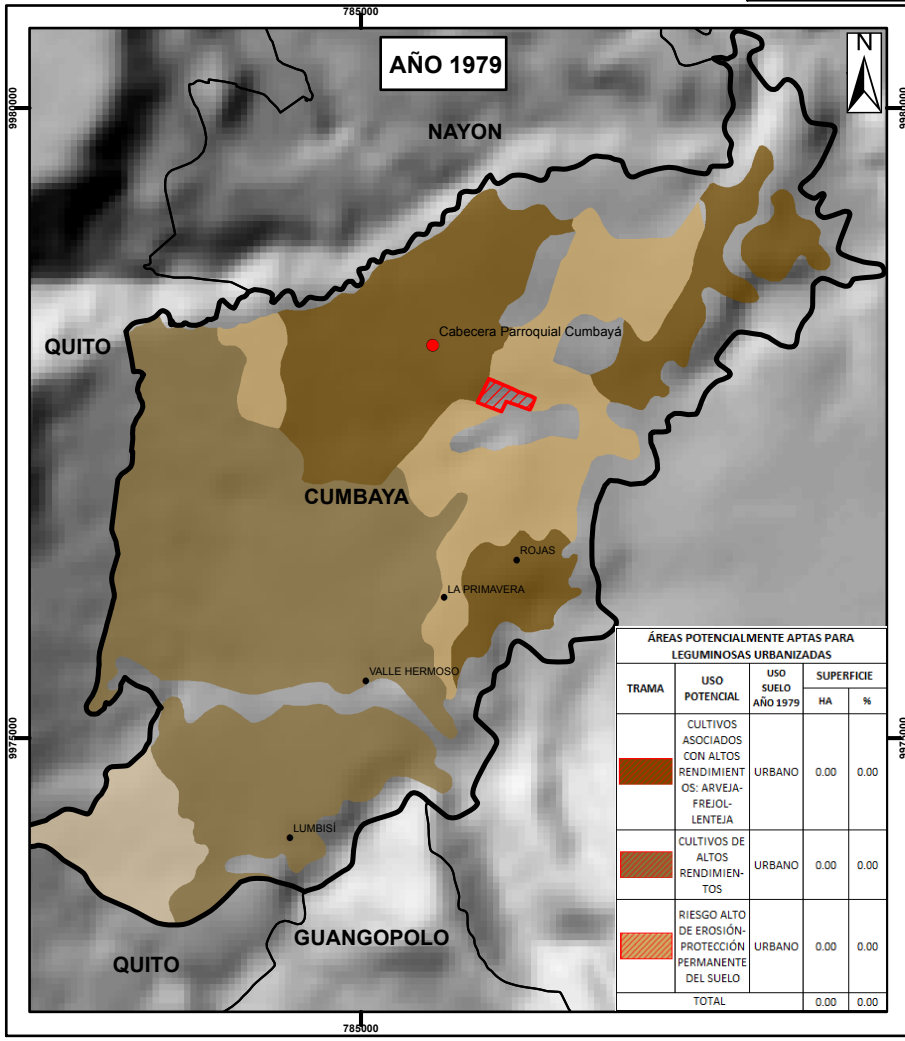 785000
AÑO 1979
N
9980000
9980000
NAYON
QUITO
Cabecera Parroquial Cumbayá
CUMBAYA
ROJAS
LA PRIMAVERA
VALLE HERMOSO
9975000
LUMBISÍ
GUANGOPOLO
QUITO
785000
ÁREAS POTENCIALMENTE APTAS PARA
LEGUMINOSAS URBANIZADAS
TRAMA
USO
POTENCIAL
USO
SUELO
AÑO 1979
SUPERFICIE
HA
%
CULTIVOS
ASOCIADOS
CON ALTOS
RENDIMIENT
OS: ARVEJA-
FREJOL-
LENTEJA
URBANO
0.00
0.00
CULTIVOS DE
ALTOS
RENDIMIEN-
TOS
URBANO
0.00
0.00
RIESGO ALTO
DE EROSIÓN-
PROTECCIÓN
PERMANENTE
DEL SUELO
URBANO
0.00
0.00
TOTAL
0.00
0.00